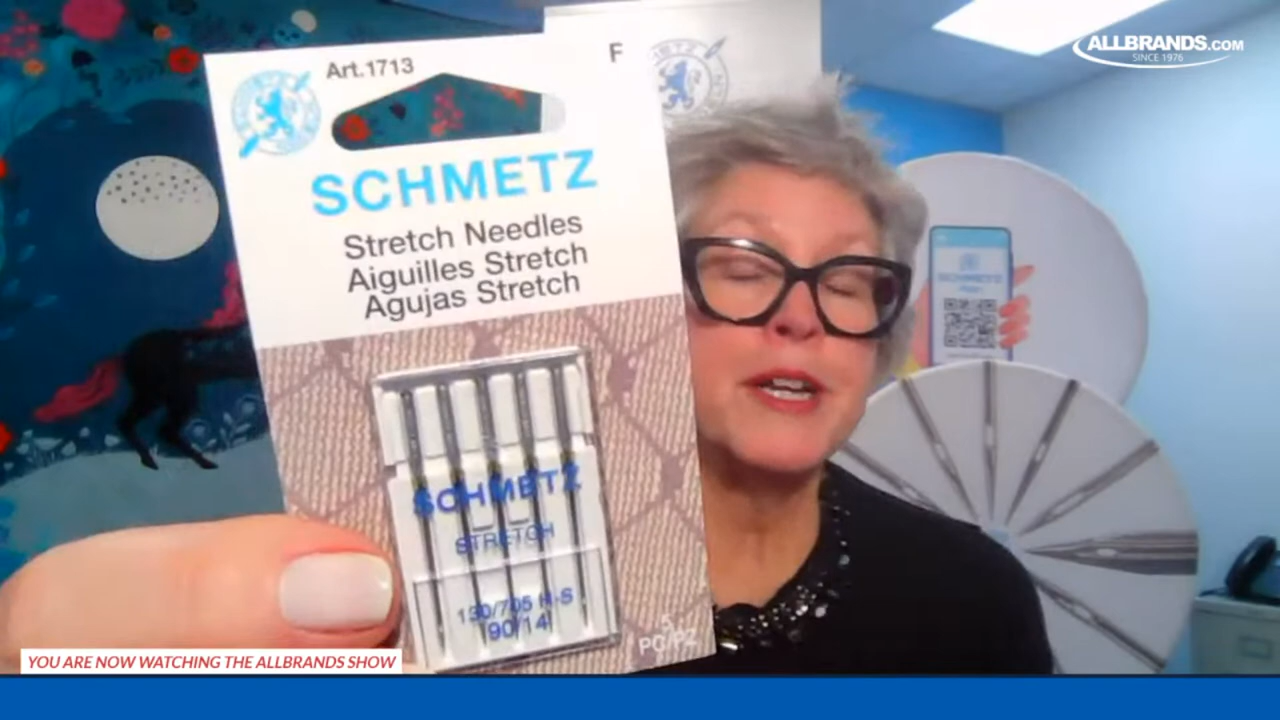 ALLBRANDS.COM
SINCE 1976
Art.1713
F
SCHMETZ
Stretch Needles
Aiguilles Stretch
Agujas Stretch
SCHMETZ
STRETCH
130/705 H-S
90/14
5
PC/PZ
SCHMETZ
YOU ARE NOW WATCHING THE ALLBRANDS SHOW